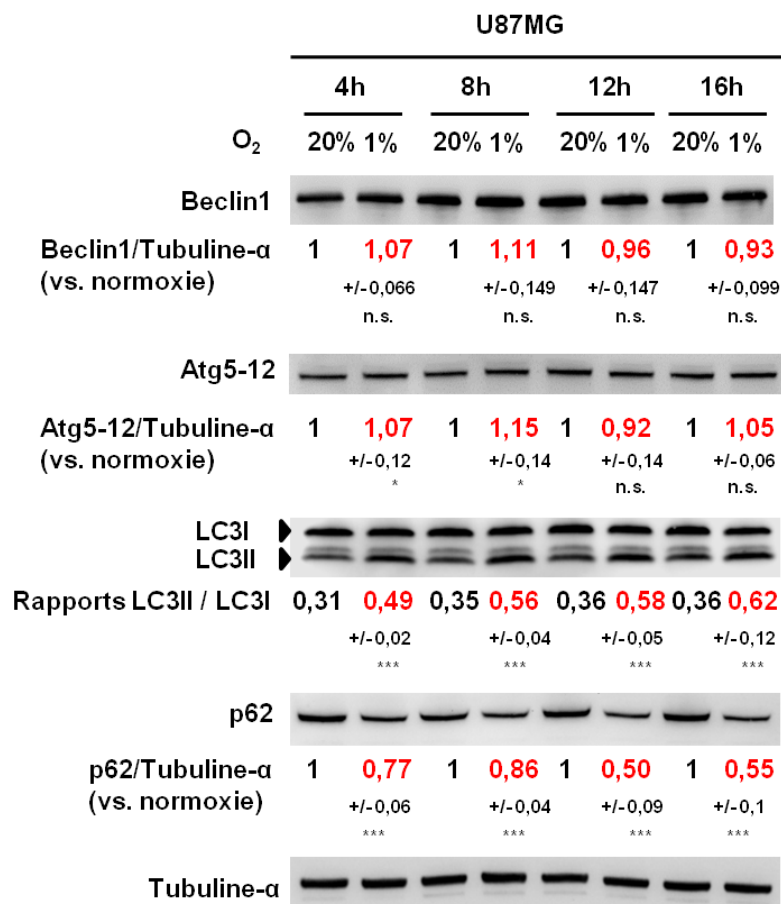 U87MG
4h 8h 12h 16h
O₂ 20% 1% 20% 1% 20% 1% 20% 1%
Beclin1
Beclin1/Tubuline-α 1 1,07 1 1,11 1 0,96 1 0,93
(vs. normoxie) +/-0,066 +/-0,149 +/-0,147 +/-0,099
n.s. n.s. n.s. n.s.
Atg5-12
Atg5-12/Tubuline-α 1 1,07 1 1,15 1 0,92 1 1,05
(vs. normoxie) +/-0,12 +/-0,14 +/-0,14 +/-0,06
* * n.s. n.s.
LC3I
LC3II
Rapports LC3II / LC3I 0,31 0,49 0,35 0,56 0,36 0,58 0,36 0,62
+/-0,02 +/-0,04 +/-0,05 +/-0,12
*** *** *** ***
p62
p62/Tubuline-α 1 0,77 1 0,86 1 0,50 1 0,55
(vs. normoxie) +/-0,06 +/-0,04 +/-0,09 +/-0,1
*** *** *** ***
Tubuline-α